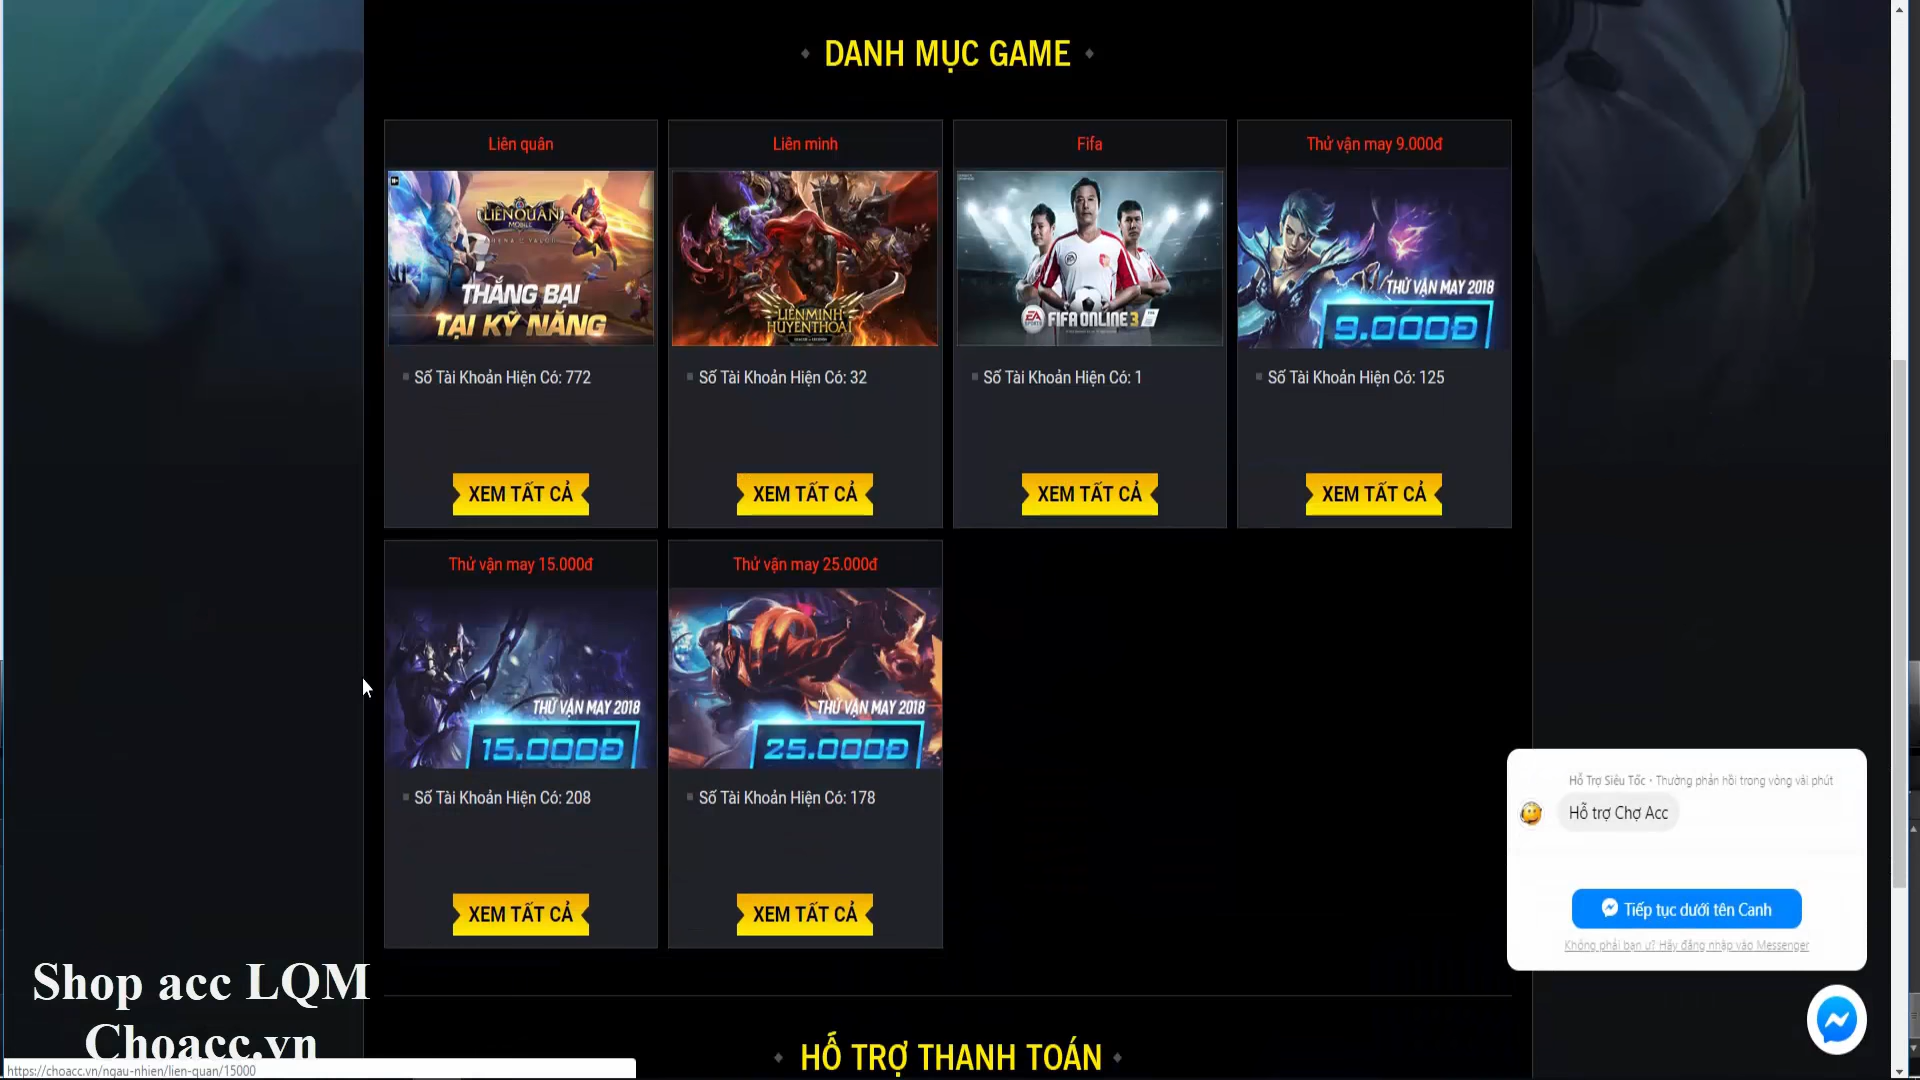 DANH MỤC GAME
Liên quân
Liên minh
Fifa
Thử vận may 9.000đ
LIÊN QUÂN
MOBILE
ARENA OF VALOR
THẮNG BẠI
TẠI KỸ NĂNG
LIÊN MINH
HUYỀN THOẠI
EA SPORTS FIFA ONLINE 3
THỬ VẬN MAY 2018
9.000Đ
Số Tài Khoản Hiện Có: 772
Số Tài Khoản Hiện Có: 32
Số Tài Khoản Hiện Có: 1
Số Tài Khoản Hiện Có: 125
XEM TẤT CẢ
XEM TẤT CẢ
XEM TẤT CẢ
XEM TẤT CẢ
Thử vận may 15.000đ
Thử vận may 25.000đ
THỬ VẬN MAY 2018
15.000Đ
THỬ VẬN MAY 2018
25.000Đ
Số Tài Khoản Hiện Có: 208
Số Tài Khoản Hiện Có: 178
XEM TẤT CẢ
XEM TẤT CẢ
Hỗ Trợ Siêu Tốc • Thường phản hồi trong vòng vài phút
Hỗ trợ Chợ Acc
Tiếp tục dưới tên Canh
Không phải bạn ư? Hãy đăng nhập vào Messenger
Shop acc LQM
Choacc.vn
HỖ TRỢ THANH TOÁN
https://choacc.vn/ngau-nhien/lien-quan/15000